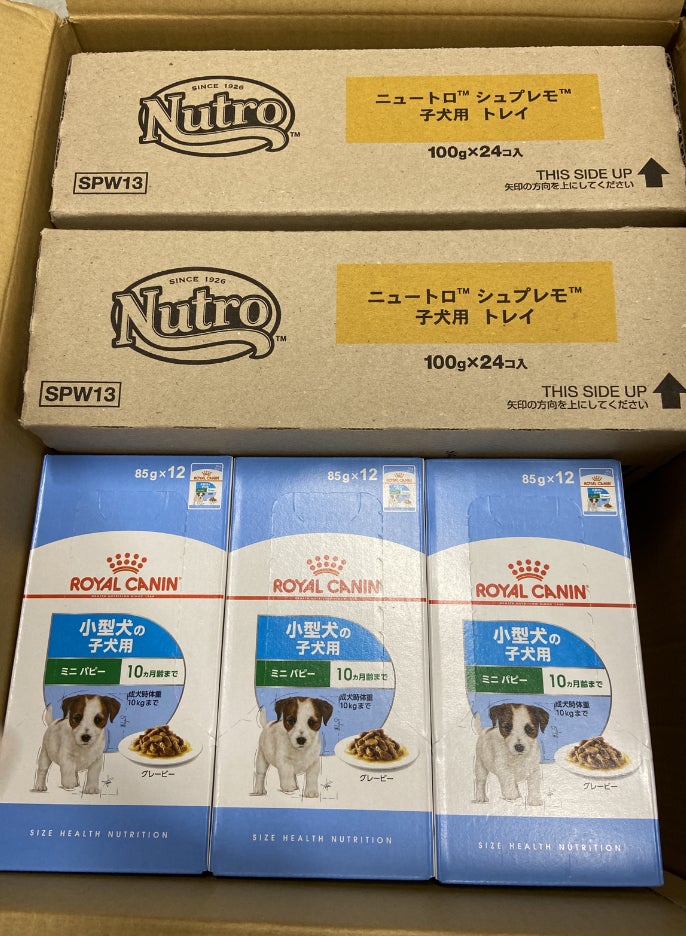 SINCE 1926
Nutro™
ニュートロ™ シュプレモ™
子犬用 トレイ
100g×24コ入
SPW13
THIS SIDE UP
矢印の方向を上にしてください
SINCE 1926
Nutro™
ニュートロ™ シュプレモ™
子犬用 トレイ
100g×24コ入
SPW13
THIS SIDE UP
矢印の方向を上にしてください
85g×12
ROYAL CANIN
ROYAL CANIN
小型犬の
子犬用
ミニ パピー 10ヵ月齢まで
成犬時体重
10kgまで
グレービー
SIZE HEALTH NUTRITION
85g×12
ROYAL CANIN
ROYAL CANIN
小型犬の
子犬用
ミニ パピー 10ヵ月齢まで
成犬時体重
10kgまで
グレービー
SIZE HEALTH NUTRITION
85g×12
ROYAL CANIN
ROYAL CANIN
小型犬の
子犬用
ミニ パピー 10ヵ月齢まで
成犬時体重
10kgまで
グレービー
SIZE HEALTH NUTRITION